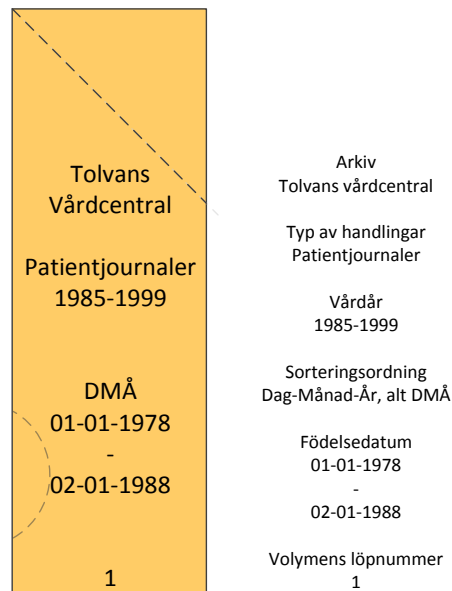 Tolvans
Vårdcentral
Patientjournaler
1985-1999
DMÅ
01-01-1978
-
02-01-1988
1
Arkiv
Tolvans vårdcentral
Typ av handlingar
Patientjournaler
Vårdår
1985-1999
Sorteringsordning
Dag-Månad-År, alt DMÅ
Födelsedatum
01-01-1978
-
02-01-1988
Volymens löpnummer
1